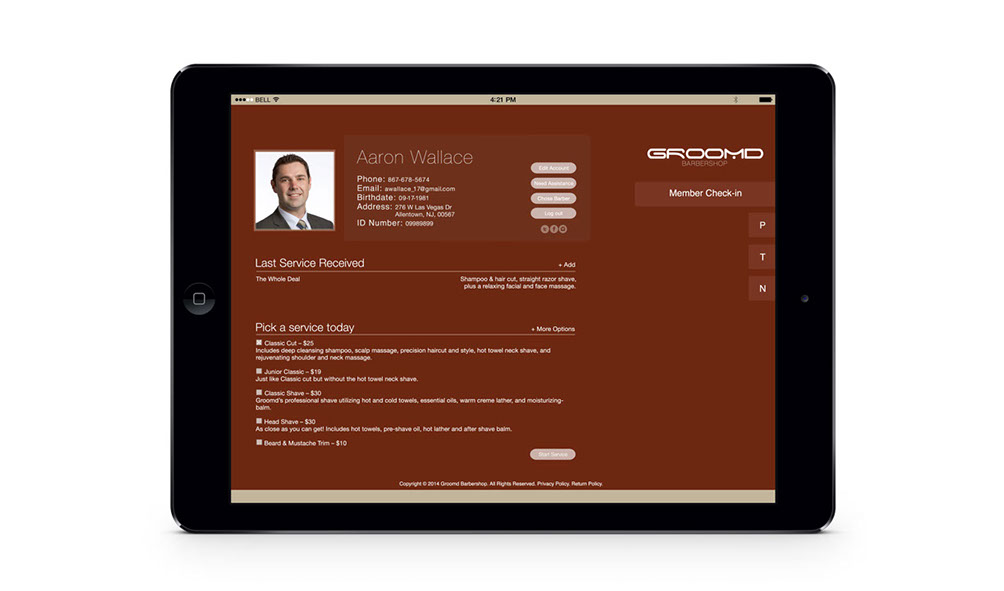 BELL
4:21 PM
Aaron Wallace
Phone: 867-678-5674
Email: awallace_17@gmail.com
Birthdate: 09-17-1981
Address: 276 W Las Vegas Dr
Allentown, NJ, 00567
ID Number: 09989899
Edit Account
Need Assistance
Chose Barber
Log out
GROOMD
BARBERSHOP
Member Check-in
P
T
N
Last Service Received
+ Add
The Whole Deal
Shampoo & hair cut, straight razor shave,
plus a relaxing facial and face massage.
Pick a service today
+ More Options
Classic Cut – $25
Includes deep cleansing shampoo, scalp massage, precision haircut and style, hot towel neck shave, and
rejuvenating shoulder and neck massage.
Junior Classic – $19
Just like Classic cut but without the hot towel neck shave.
Classic Shave – $30
Groomd's professional shave utilizing hot and cold towels, essential oils, warm creme lather, and moisturizing-
balm.
Head Shave – $30
As close as you can get! Includes hot towels, pre-shave oil, hot lather and after shave balm.
Beard & Mustache Trim – $10
Start Service
Copyright © 2014 Groomd Barbershop. All Rights Reserved. Privacy Policy. Return Policy.